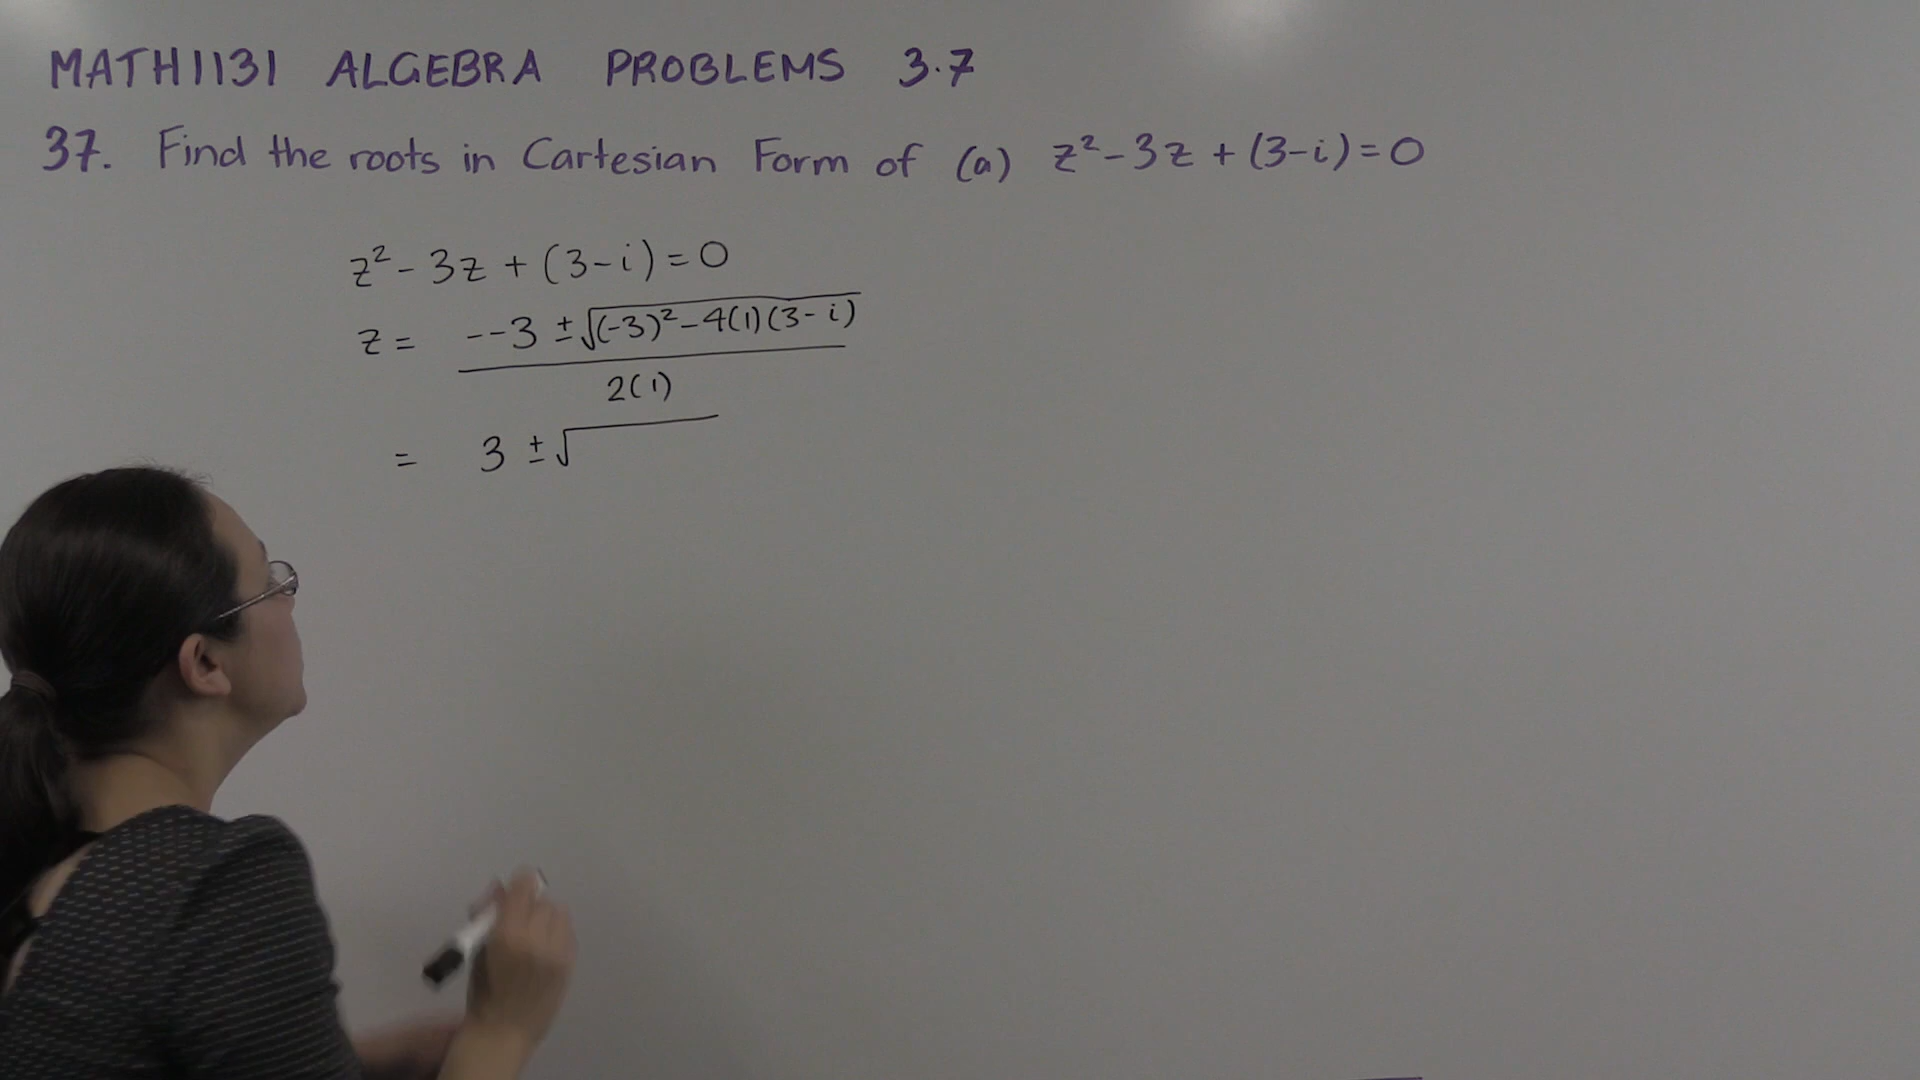 MATH1131 ALGEBRA PROBLEMS 3.7
37. Find the roots in Cartesian Form of (a) z² - 3z + (3-i) = 0
z² - 3z + (3-i) = 0
z = --3 ± √(-3)² - 4(1)(3-i)
2(1)
= 3 ± √